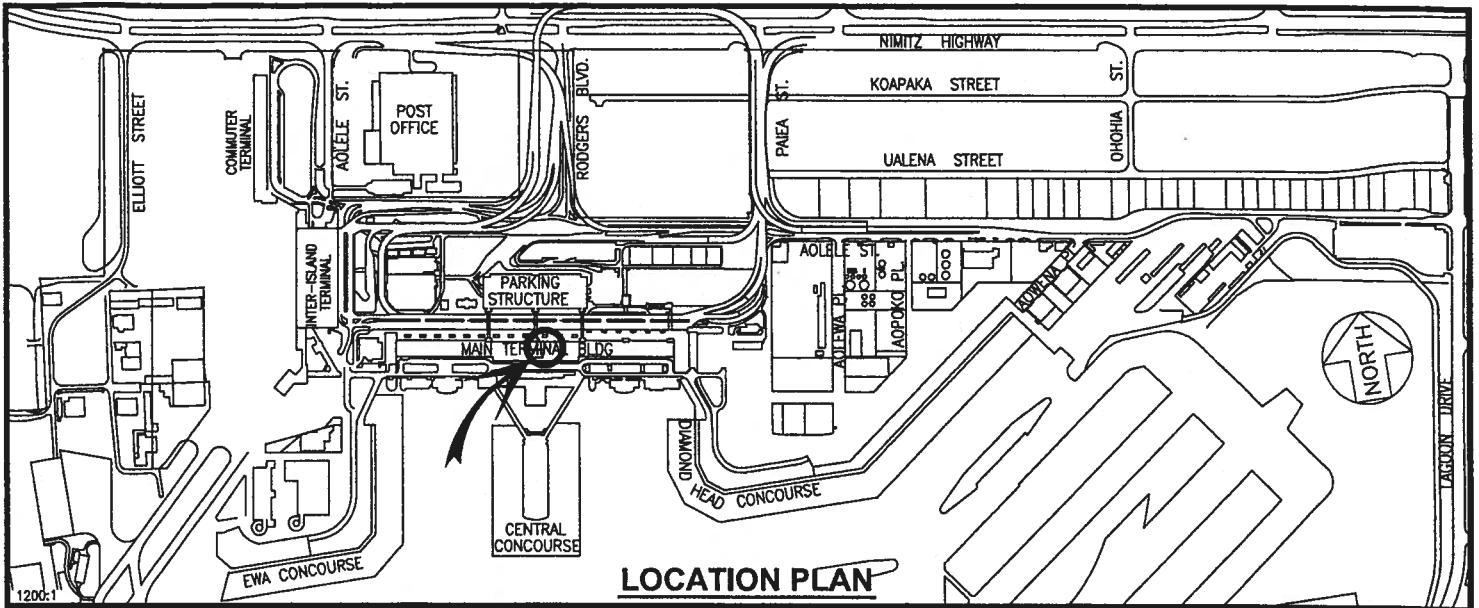 NIMITZ HIGHWAY
KOAPAKA STREET
UALENA STREET
ELLIOTT STREET
COMMUTER
TERMINAL
AOLELE ST.
POST
OFFICE
RODGERS BLVD.
PAIEA ST.
OHOHIA ST.
INTER-ISLAND
TERMINAL
PARKING
STRUCTURE
MAIN TERMINAL BLDG
AOLELE ST.
AOLEWA PL.
AOPOKO PL.
AOWENA PL.
NORTH
LAGOON DRIVE
DIAMOND
HEAD CONCOURSE
CENTRAL
CONCOURSE
EWA CONCOURSE
LOCATION PLAN
1200:1